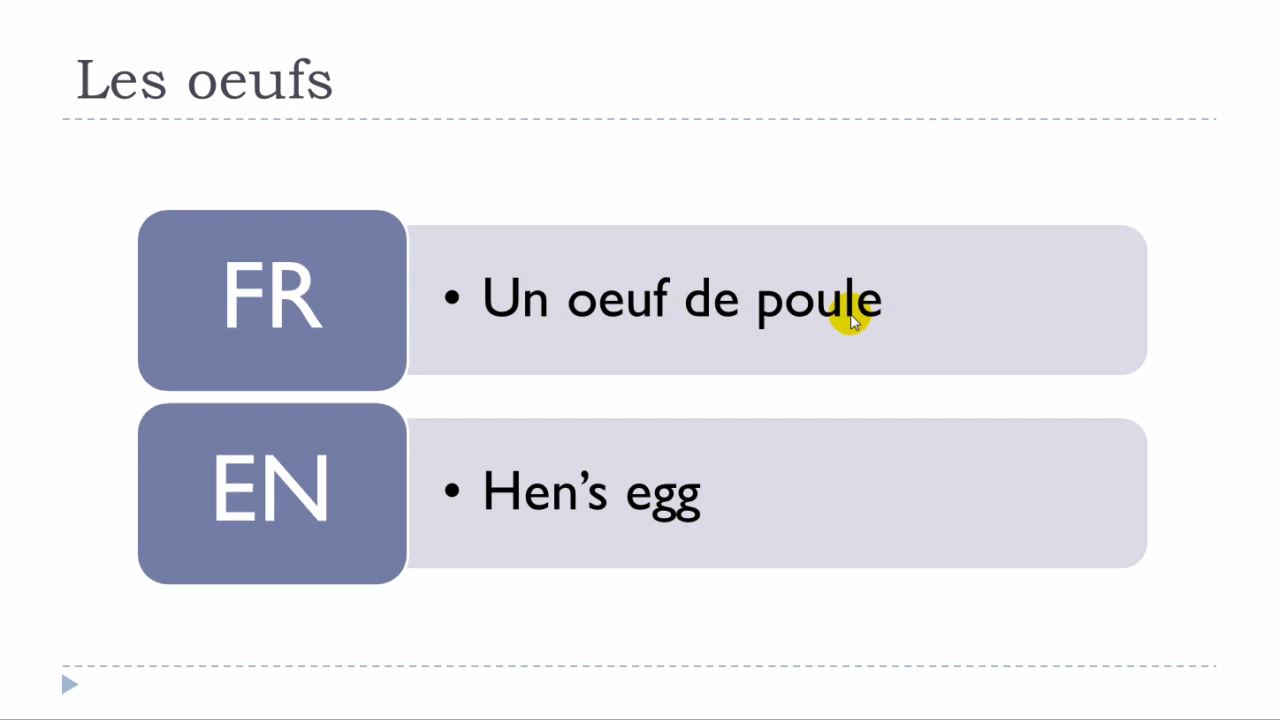 Les oeufs
FR
• Un oeuf de poule
EN
• Hen’s egg